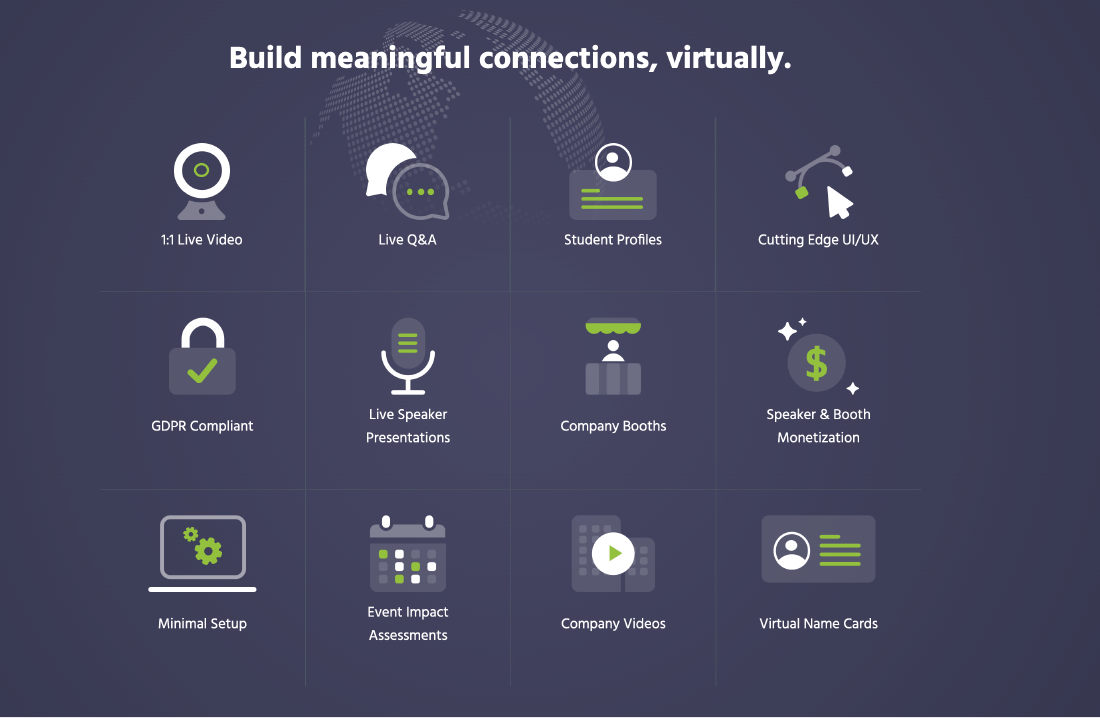 Build meaningful connections, virtually.
1:1 Live Video
Live Q&A
Student Profiles
Cutting Edge UI/UX
GDPR Compliant
Live Speaker
Presentations
Company Booths
$
Speaker & Booth
Monetization
Minimal Setup
Event Impact
Assessments
Company Videos
Virtual Name Cards